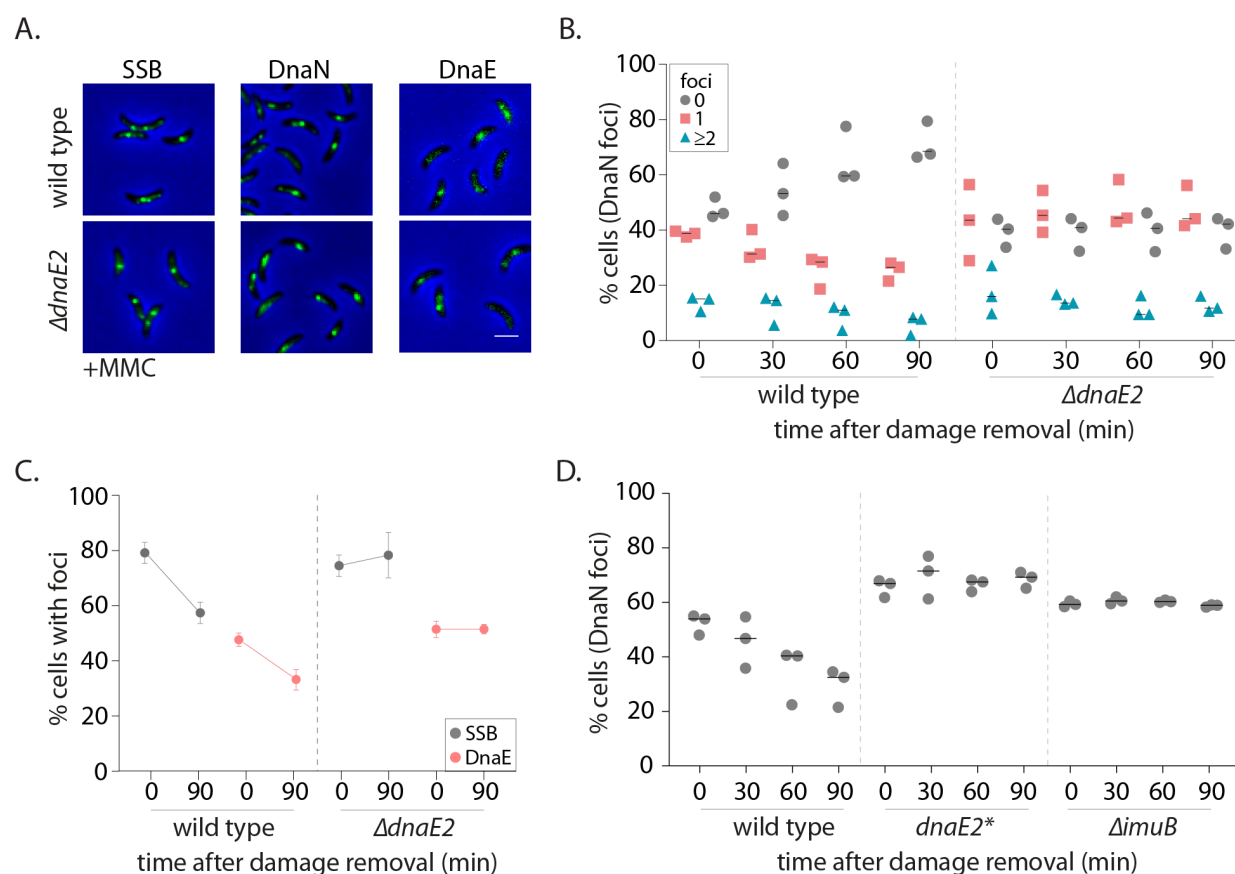 A.
SSB
DnaN
DnaE
wild type
ΔdnaE2
+MMC
B.
% cells (DnaN foci)
100
80
60
40
20
0
foci
0
1
≥2
0 30 60 90 0 30 60 90
wild type ΔdnaE2
time after damage removal (min)
C.
% cells with foci
100
80
60
40
20
0
SSB
DnaE
0 90 0 90 0 90 0 90
wild type ΔdnaE2
time after damage removal (min)
D.
% cells (DnaN foci)
100
80
60
40
20
0
0 30 60 90 0 30 60 90 0 30 60 90
wild type dnaE2* ΔimuB
time after damage removal (min)